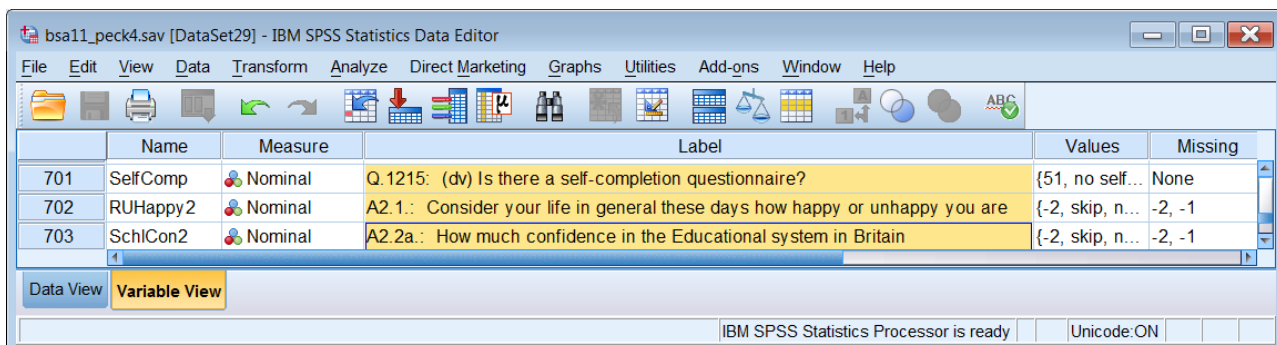 bsa11_peck4.sav [DataSet29] - IBM SPSS Statistics Data Editor
File Edit View Data Transform Analyze Direct Marketing Graphs Utilities Add-ons Window Help
Name Measure Label Values Missing
701 SelfComp Nominal Q.1215: (dv) Is there a self-completion questionnaire? {51, no self... None
702 RUHappy2 Nominal A2.1.: Consider your life in general these days how happy or unhappy you are {-2, skip, n... -2, -1
703 SchlCon2 Nominal A2.2a.: How much confidence in the Educational system in Britain {-2, skip, n... -2, -1
Data View Variable View
IBM SPSS Statistics Processor is ready Unicode:ON